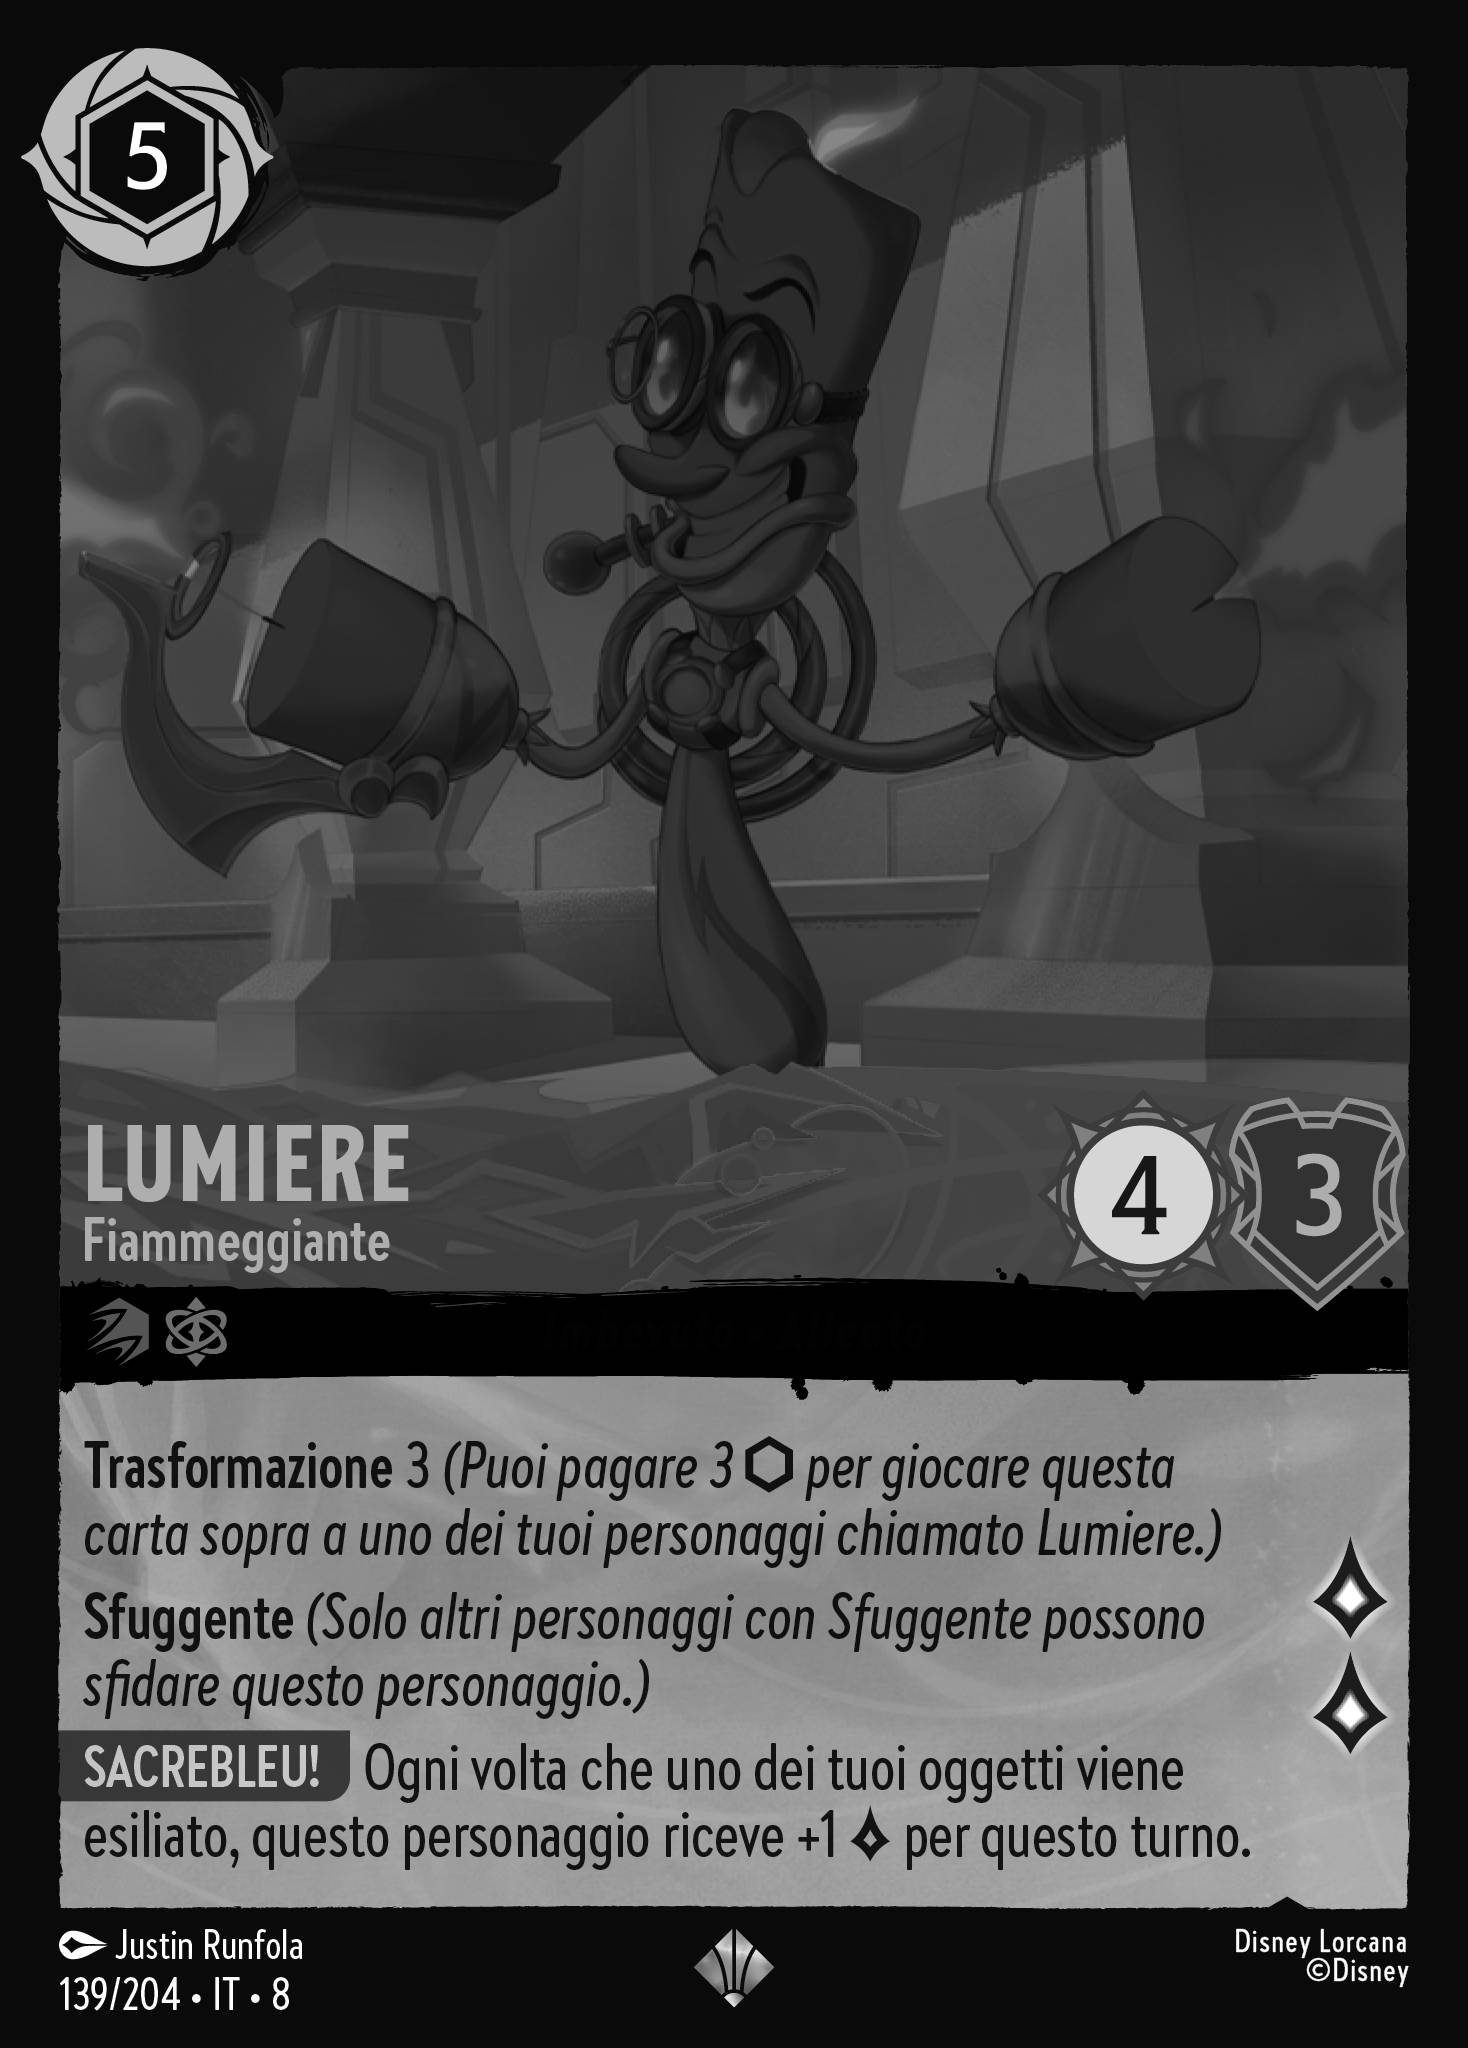 5
LUMIERE
Fiammeggiante
4
3
Imbevuto • Alleato
Trasformazione 3 (Puoi pagare 3 ⬡ per giocare questa
carta sopra a uno dei tuoi personaggi chiamato Lumiere.)
Sfuggente (Solo altri personaggi con Sfuggente possono
sfidare questo personaggio.)
SACREBLEU! Ogni volta che uno dei tuoi oggetti viene
esiliato, questo personaggio riceve +1 per questo turno.
Justin Runfola
139/204 • IT • 8
Disney Lorcana
©Disney